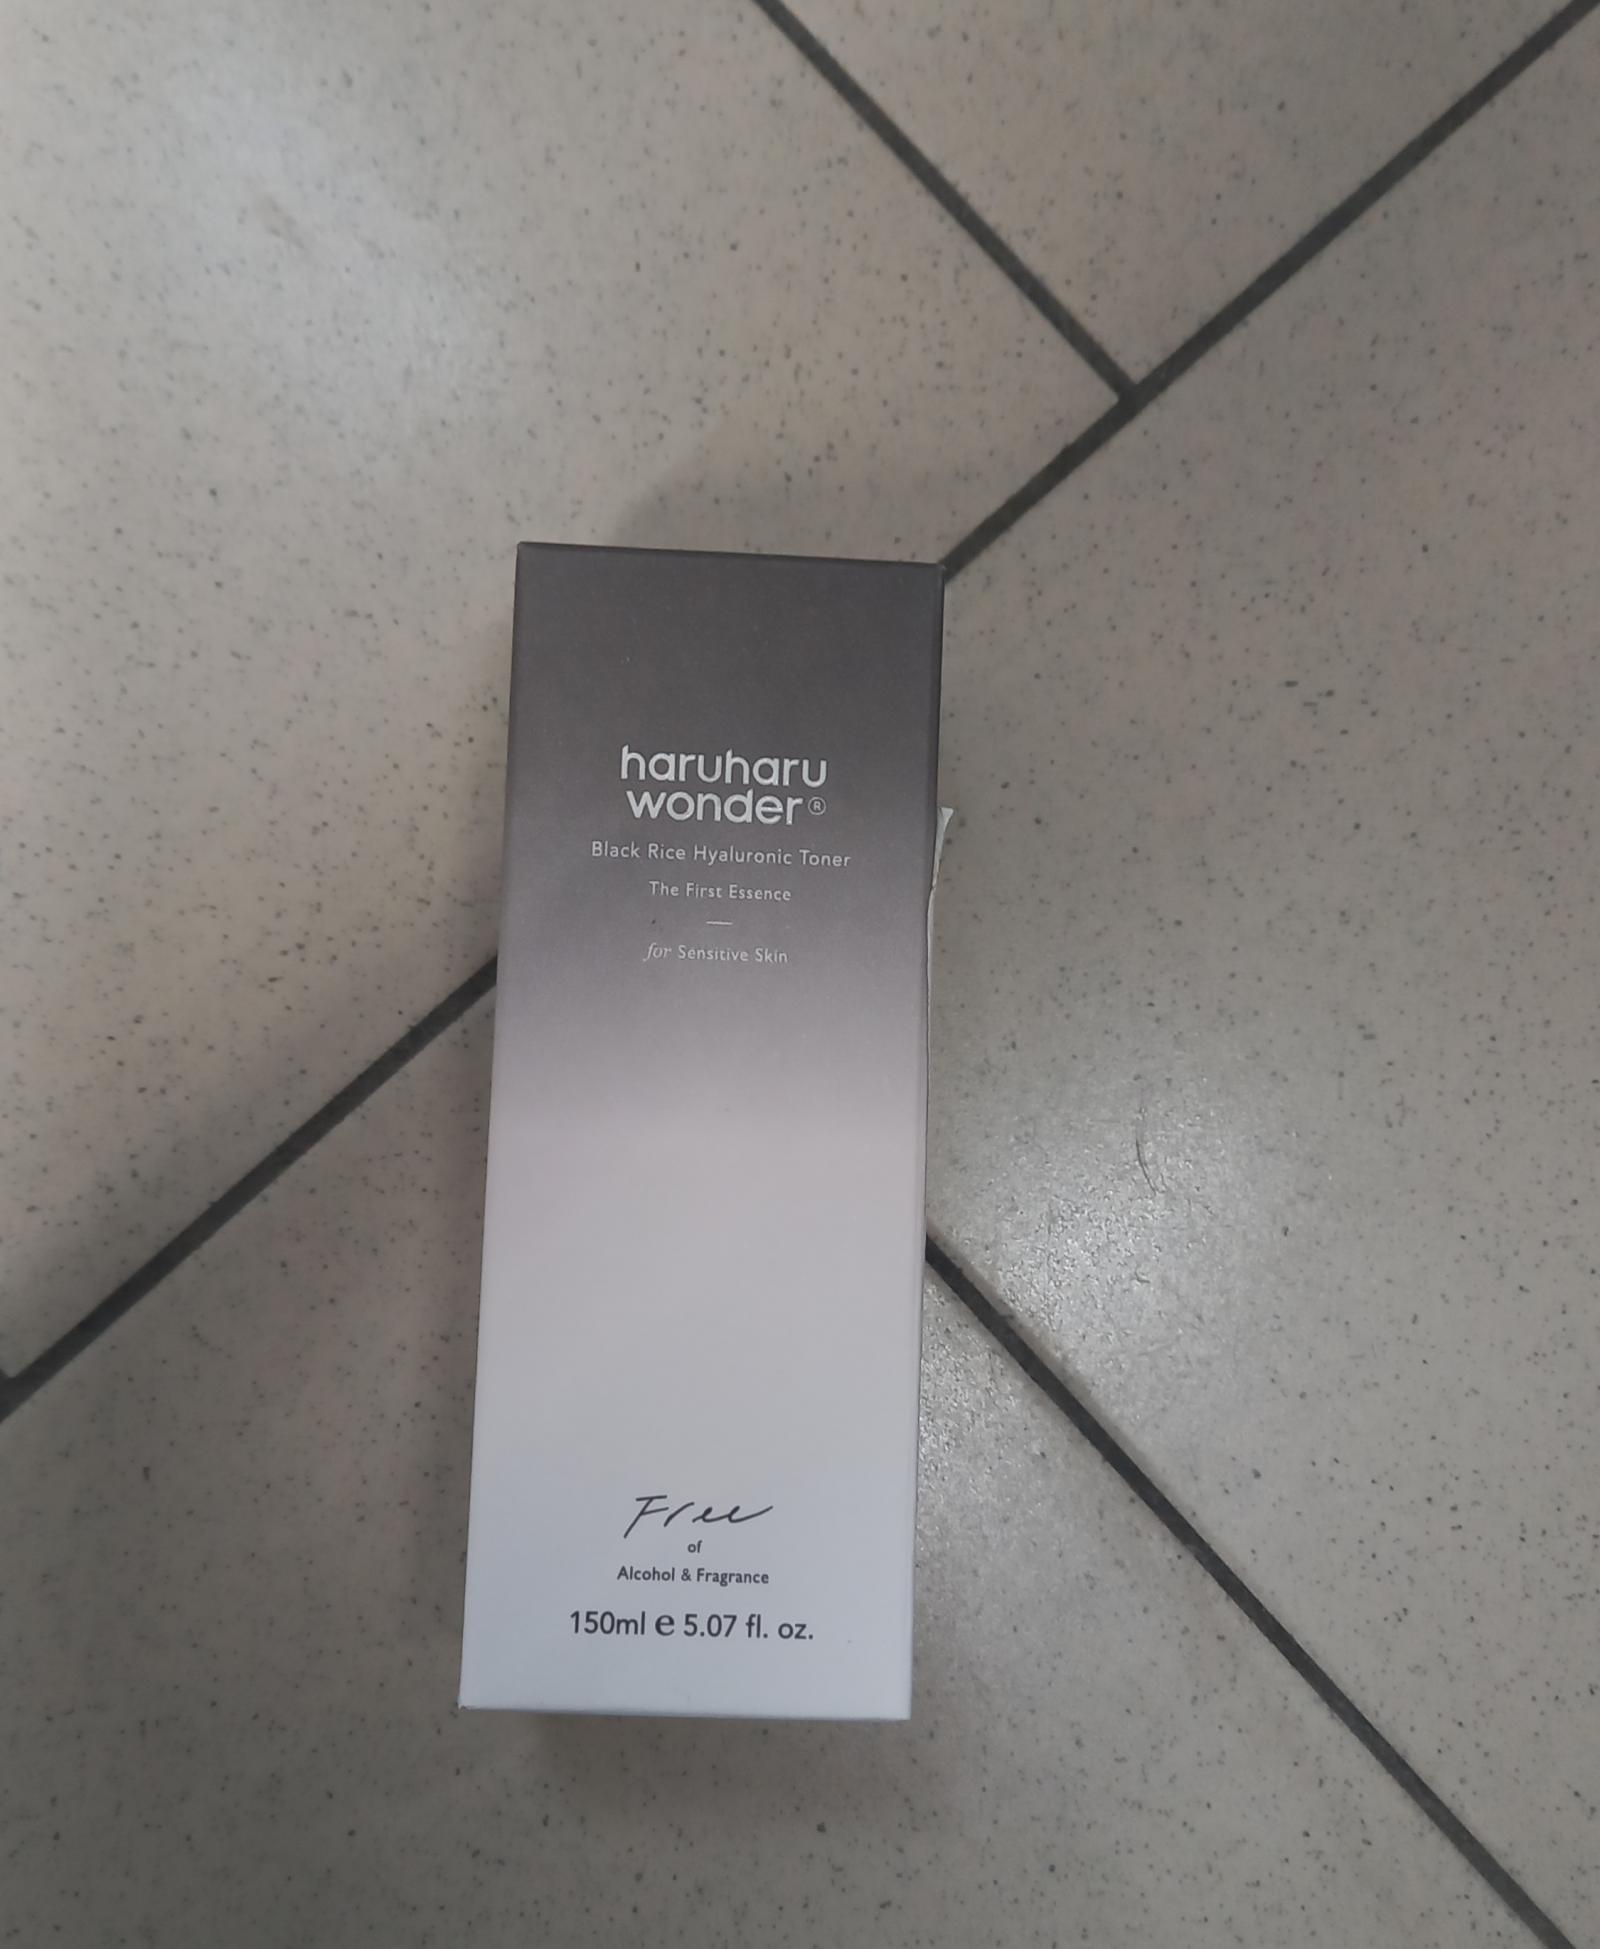 haruharu
wonder®
Black Rice Hyaluronic Toner
The First Essence
for Sensitive Skin
Free
of
Alcohol & Fragrance
150ml e 5.07 fl. oz.